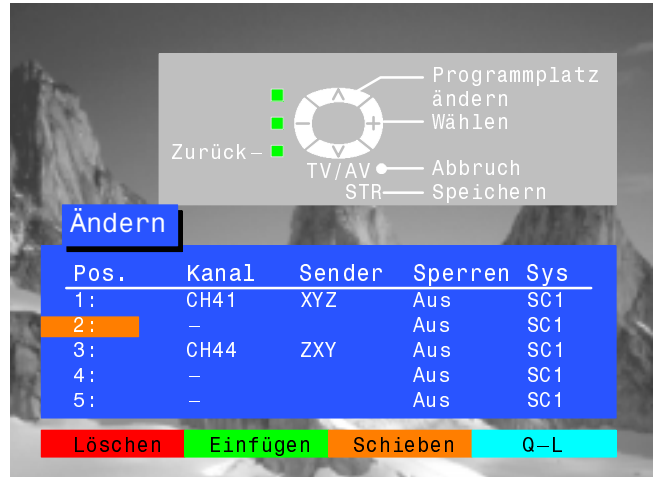 Programmplatz
ändern
Wählen
Zurück–
TV/AV
Abbruch
STR
Speichern
Ändern
Pos. Kanal Sender Sperren Sys
1: CH41 XYZ Aus SC1
2: – Aus SC1
3: CH44 ZXY Aus SC1
4: – Aus SC1
5: – Aus SC1
Löschen Einfügen Schieben Q–L